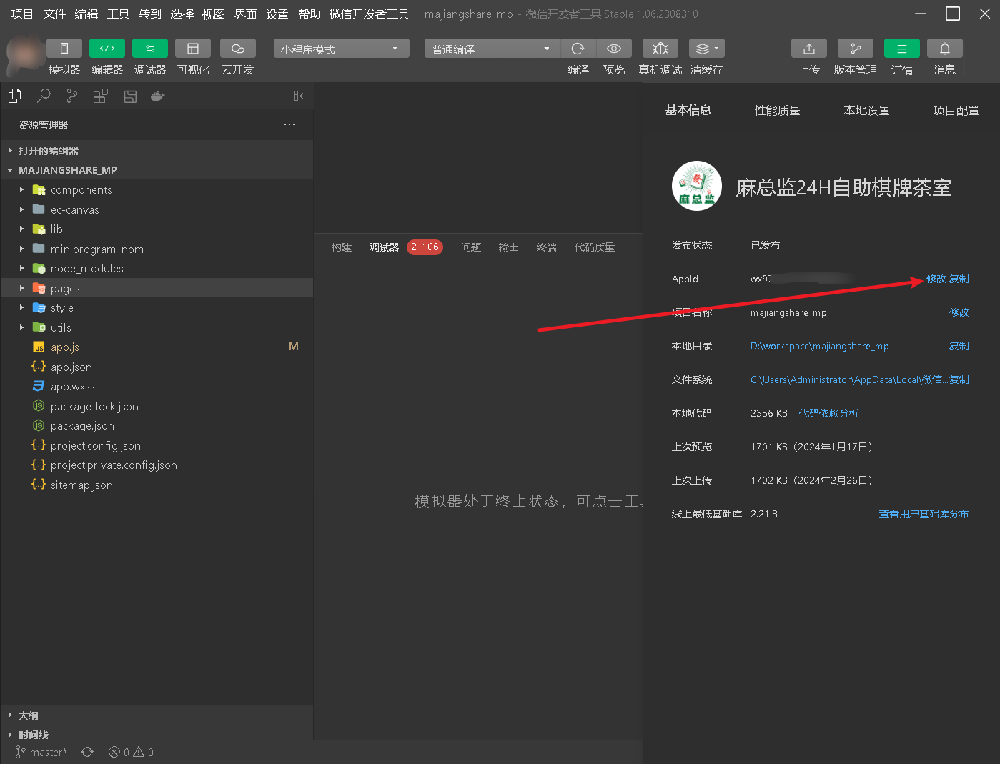 项目 文件 编辑 工具 转到 选择 视图 界面 设置 帮助 微信开发者工具 majiangshare_mp - 微信开发者工具 Stable 1.06.2308310
小程序模式 普通编译
模拟器 编辑器 调试器 可视化 云开发 编译 预览 真机调试 清缓存 上传 版本管理 详情 消息
资源管理器 ...
打开的编辑器
MAJIANGSHARE_MP
components
ec-canvas
lib
miniprogram_npm
node_modules
pages
style
utils
app.js M
app.json
app.wxss
package-lock.json
package.json
project.config.json
project.private.config.json
sitemap.json
大纲
时间线
master* 0 0
构建 调试器 2, 106 问题 输出 终端 代码质量
模拟器处于终止状态，可点击工
基本信息 性能质量 本地设置 项目配置
發
麻总监
麻总监24H自助棋牌茶室
发布状态 已发布
AppId wx97 修改 复制
项目名称 majiangshare_mp 修改
本地目录 D:\workspace\majiangshare_mp 复制
文件系统 C:\Users\Administrator\AppData\Local\微信... 复制
本地代码 2356 KB 代码依赖分析
上次预览 1701 KB（2024年1月17日）
上次上传 1702 KB（2024年2月26日）
线上最低基础库 2.21.3 查看用户基础库分布